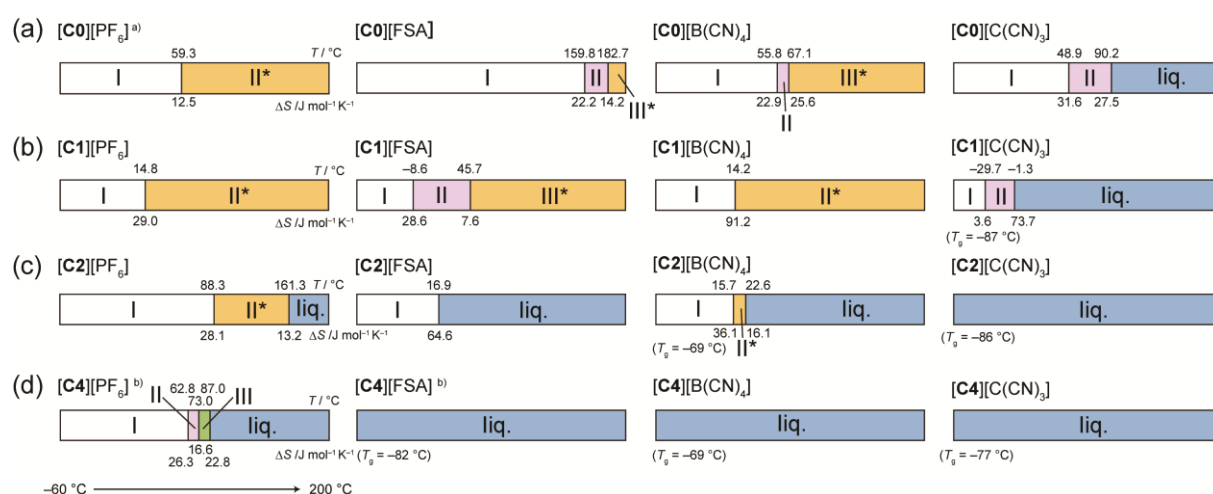 (a) [C0][PF6] a) [C0][FSA] [C0][B(CN)4] [C0][C(CN)3]
59.3 T / °C 159.8 182.7 55.8 67.1 48.9 90.2
I II* I II I III* I II liq.
12.5 ΔS /J mol–1 K–1 22.2 14.2 III* 22.9 II 25.6 31.6 27.5
(b) [C1][PF6] [C1][FSA] [C1][B(CN)4] [C1][C(CN)3]
14.8 T / °C –8.6 45.7 14.2 –29.7 –1.3
I II* I II III* I II* I II liq.
29.0 ΔS /J mol–1 K–1 28.6 7.6 91.2 3.6 73.7
(Tg = –87 °C)
(c) [C2][PF6] [C2][FSA] [C2][B(CN)4] [C2][C(CN)3]
88.3 161.3 T / °C 16.9 15.7 22.6
I II* liq. I liq. I liq. liq.
28.1 13.2 ΔS /J mol–1 K–1 64.6 36.1 16.1
(Tg = –69 °C) II* (Tg = –86 °C)
(d) [C4][PF6] b) [C4][FSA] b) [C4][B(CN)4] [C4][C(CN)3]
II 62.8 87.0 III
73.0 T / °C
I liq. liq. liq. liq.
16.6
26.3 22.8 ΔS /J mol–1 K–1 (Tg = –82 °C) (Tg = –69 °C) (Tg = –77 °C)
–60 °C 200 °C